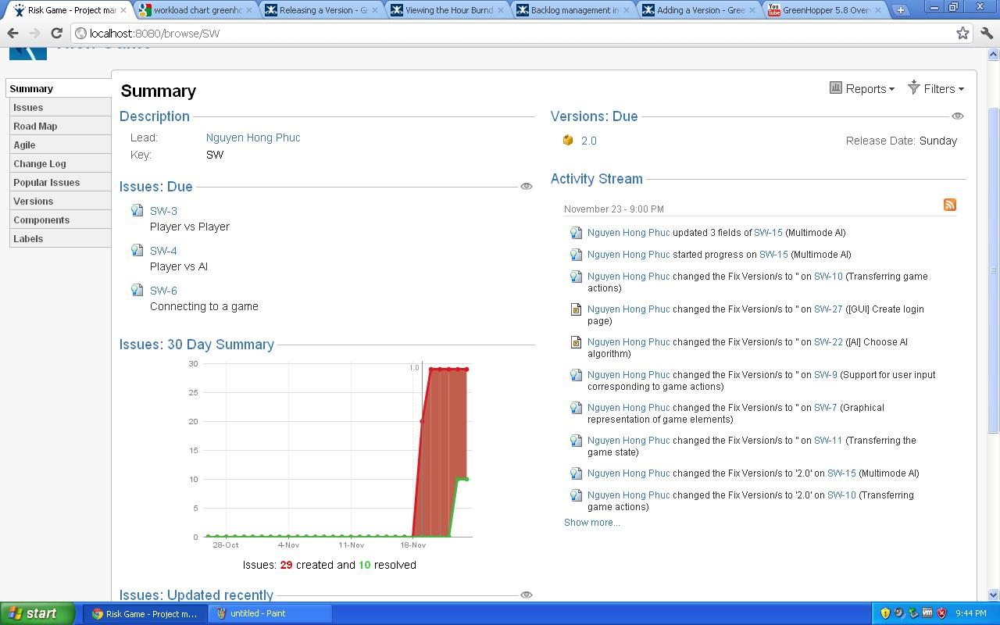 Risk Game - Project mar
workload chart greenho
Releasing a Version - Gr
Viewing the Hour Burnd
Backlog management in
Adding a Version - Gree
GreenHopper 5.8 Over
localhost:8080/browse/SW
Summary
Issues
Road Map
Agile
Change Log
Popular Issues
Versions
Components
Labels
Summary
Reports
Filters
Description
Lead: Nguyen Hong Phuc
Key: SW
Issues: Due
SW-3
Player vs Player
SW-4
Player vs AI
SW-6
Connecting to a game
Issues: 30 Day Summary
30
25
20
15
10
5
0
1.0
28-Oct 4-Nov 11-Nov 18-Nov
Issues: 29 created and 10 resolved
Issues: Updated recently
Versions: Due
2.0 Release Date: Sunday
Activity Stream
November 23 - 9:00 PM
Nguyen Hong Phuc updated 3 fields of SW-15 (Multimode AI)
Nguyen Hong Phuc started progress on SW-15 (Multimode AI)
Nguyen Hong Phuc changed the Fix Version/s to '' on SW-10 (Transferring game
actions)
Nguyen Hong Phuc changed the Fix Version/s to '' on SW-27 ([GUI] Create login
page)
Nguyen Hong Phuc changed the Fix Version/s to '' on SW-22 ([AI] Choose AI
algorithm)
Nguyen Hong Phuc changed the Fix Version/s to '' on SW-9 (Support for user input
corresponding to game actions)
Nguyen Hong Phuc changed the Fix Version/s to '' on SW-7 (Graphical
representation of game elements)
Nguyen Hong Phuc changed the Fix Version/s to '' on SW-11 (Transferring the
game state)
Nguyen Hong Phuc changed the Fix Version/s to '2.0' on SW-15 (Multimode AI)
Nguyen Hong Phuc changed the Fix Version/s to '2.0' on SW-10 (Transferring
game actions)
Show more...
start
Risk Game - Project m...
untitled - Paint
9:44 PM